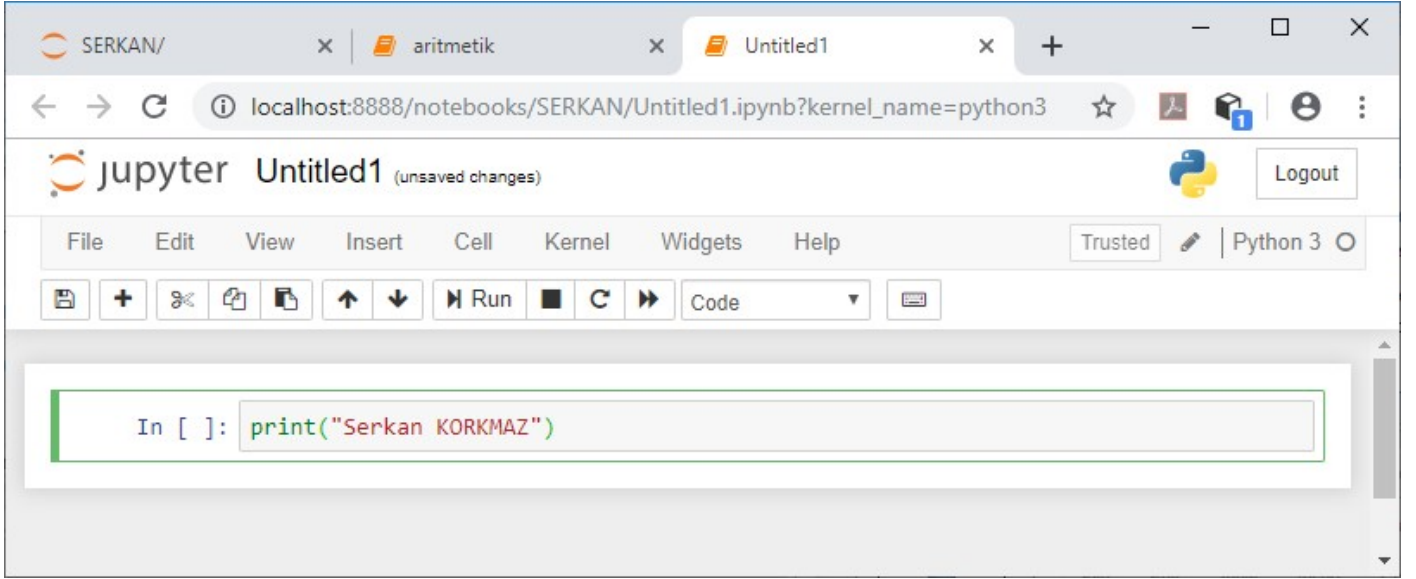 SERKAN/ aritmetik Untitled1
localhost:8888/notebooks/SERKAN/Untitled1.ipynb?kernel_name=python3 1
jupyter Untitled1 (unsaved changes) Logout
File Edit View Insert Cell Kernel Widgets Help Trusted Python 3
Run Code
In [ ]: print("Serkan KORKMAZ")